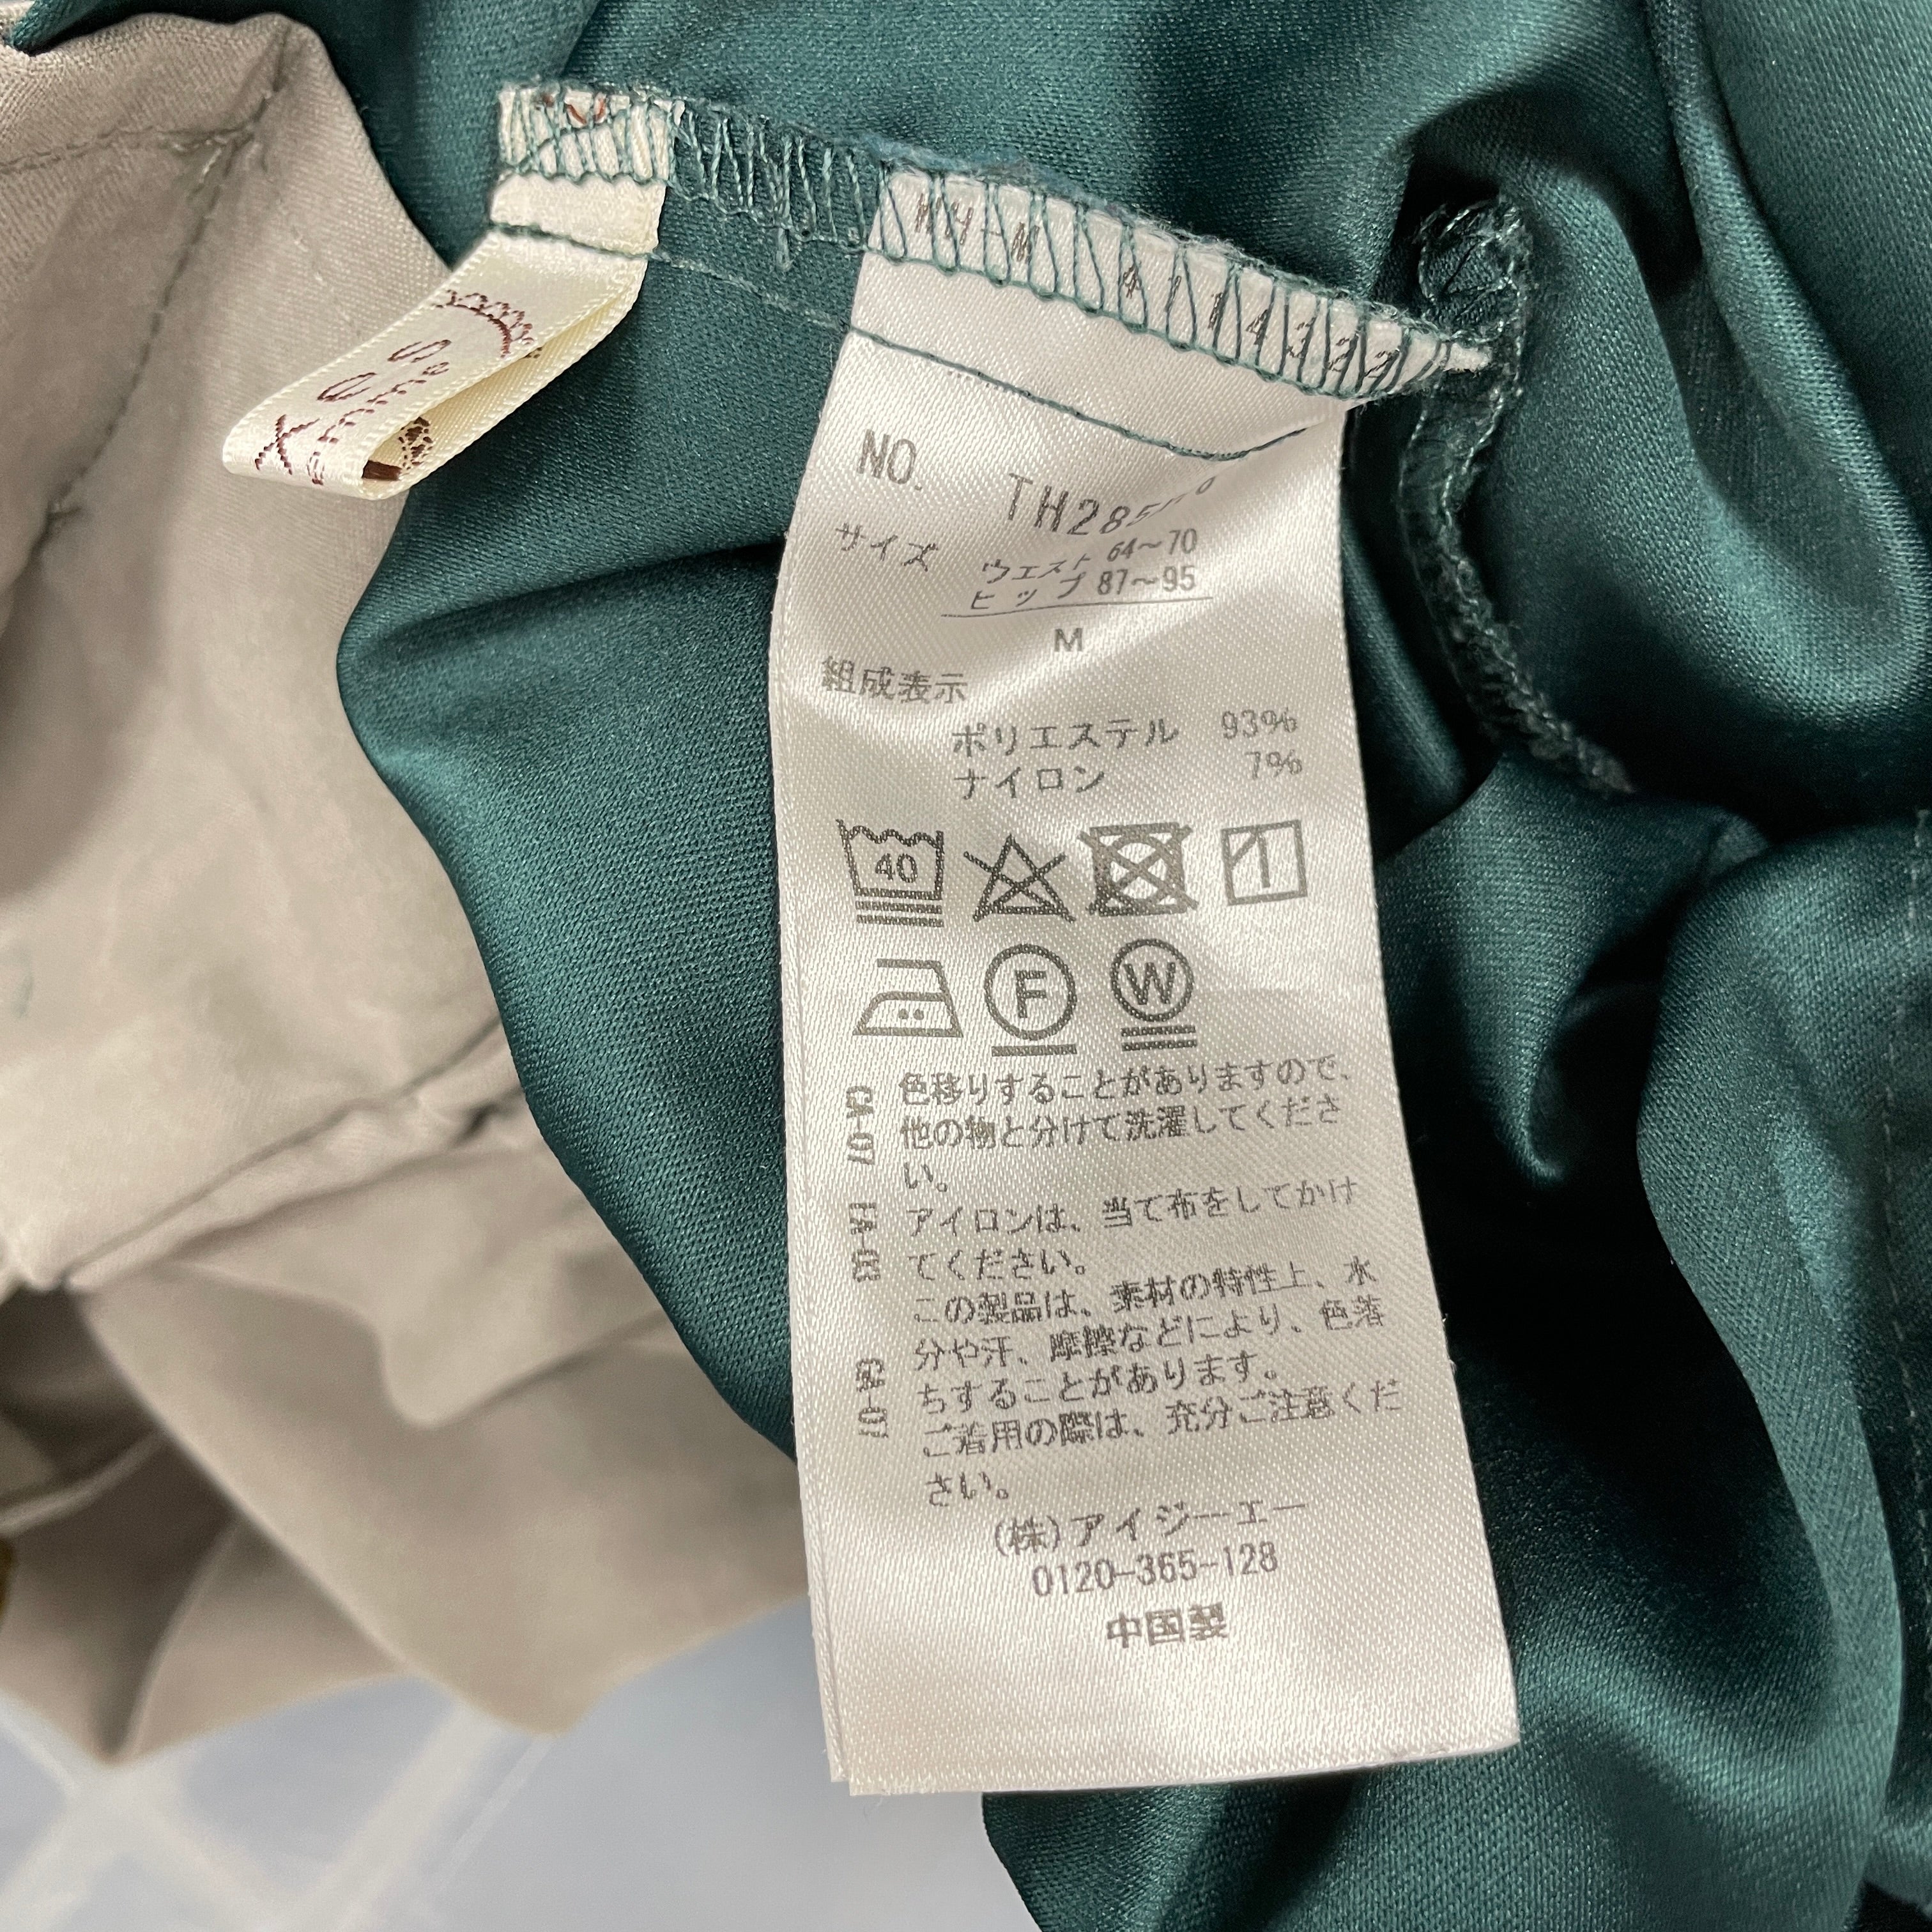 NO.
サイズ
ウエスト 64〜70
ヒップ 87〜95
M
組成表示
ポリエステル 93%
ナイロン 7%
40
F
W
CA-07
色移りすることがありますので、
他の物と分けて洗濯してくださ
い。
EA-03
アイロンは、当て布をしてかけ
てください。
GA-07
この製品は、素材の特性上、水
分や汗、摩擦などにより、色落
ちすることがあります。
ご着用の際は、充分ご注意くだ
さい。
(株)アイジーエー
0120-365-128
中国製